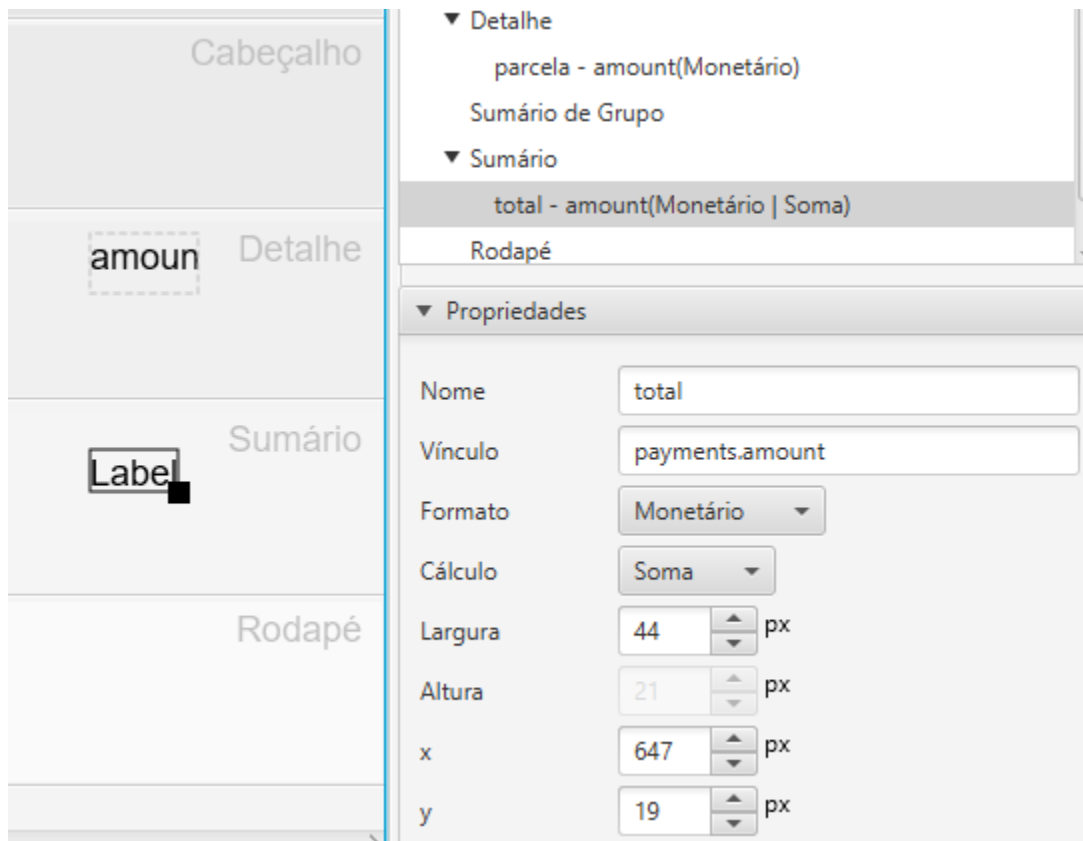 Cabeçalho
amoun
Detalhe
Label
Sumário
Rodapé
Detalhe
parcela - amount(Monetário)
Sumário de Grupo
Sumário
total - amount(Monetário | Soma)
Rodapé
Propriedades
Nome total
Vínculo payments.amount
Formato Monetário
Cálculo Soma
Largura 44 px
Altura 21 px
x 647 px
y 19 px